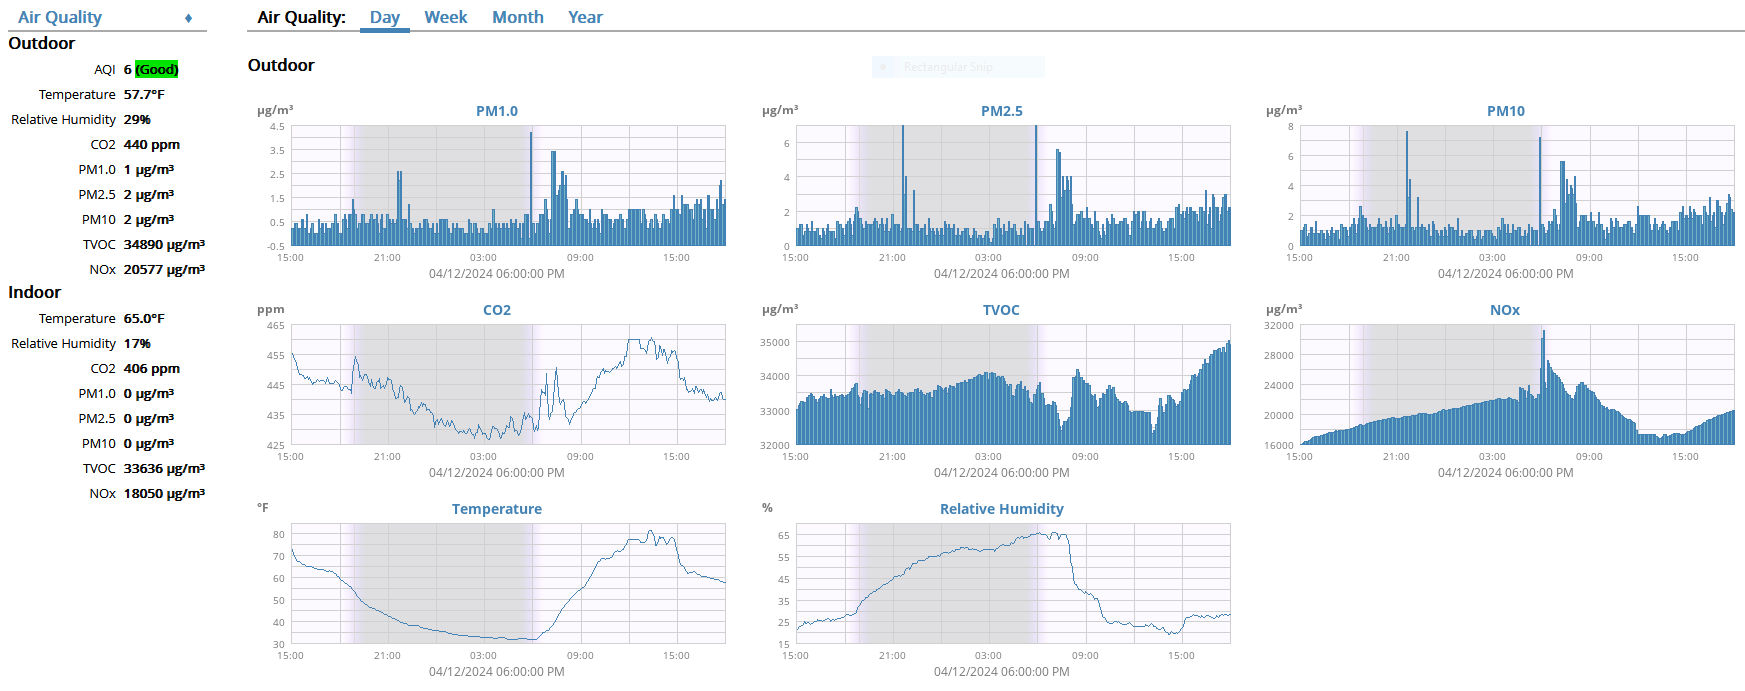 Air Quality ♦
Outdoor
AQI 6 (Good)
Temperature 57.7°F
Relative Humidity 29%
CO2 440 ppm
PM1.0 1 µg/m³
PM2.5 2 µg/m³
PM10 2 µg/m³
TVOC 34890 µg/m³
NOx 20577 µg/m³
Indoor
Temperature 65.0°F
Relative Humidity 17%
CO2 406 ppm
PM1.0 0 µg/m³
PM2.5 0 µg/m³
PM10 0 µg/m³
TVOC 33636 µg/m³
NOx 18050 µg/m³
Air Quality: Day Week Month Year
Outdoor
Rectangular Snip
µg/m³ PM1.0
4.5
3.5
2.5
1.5
0.5
-0.5
15:00 21:00 03:00 09:00 15:00
04/12/2024 06:00:00 PM
µg/m³ PM2.5
6
4
2
0
15:00 21:00 03:00 09:00 15:00
04/12/2024 06:00:00 PM
µg/m³ PM10
8
6
4
2
0
15:00 21:00 03:00 09:00 15:00
04/12/2024 06:00:00 PM
ppm CO2
465
455
445
435
425
15:00 21:00 03:00 09:00 15:00
04/12/2024 06:00:00 PM
µg/m³ TVOC
35000
34000
33000
32000
15:00 21:00 03:00 09:00 15:00
04/12/2024 06:00:00 PM
µg/m³ NOx
32000
28000
24000
20000
16000
15:00 21:00 03:00 09:00 15:00
04/12/2024 06:00:00 PM
°F Temperature
80
70
60
50
40
30
15:00 21:00 03:00 09:00 15:00
04/12/2024 06:00:00 PM
% Relative Humidity
65
55
45
35
25
15
15:00 21:00 03:00 09:00 15:00
04/12/2024 06:00:00 PM